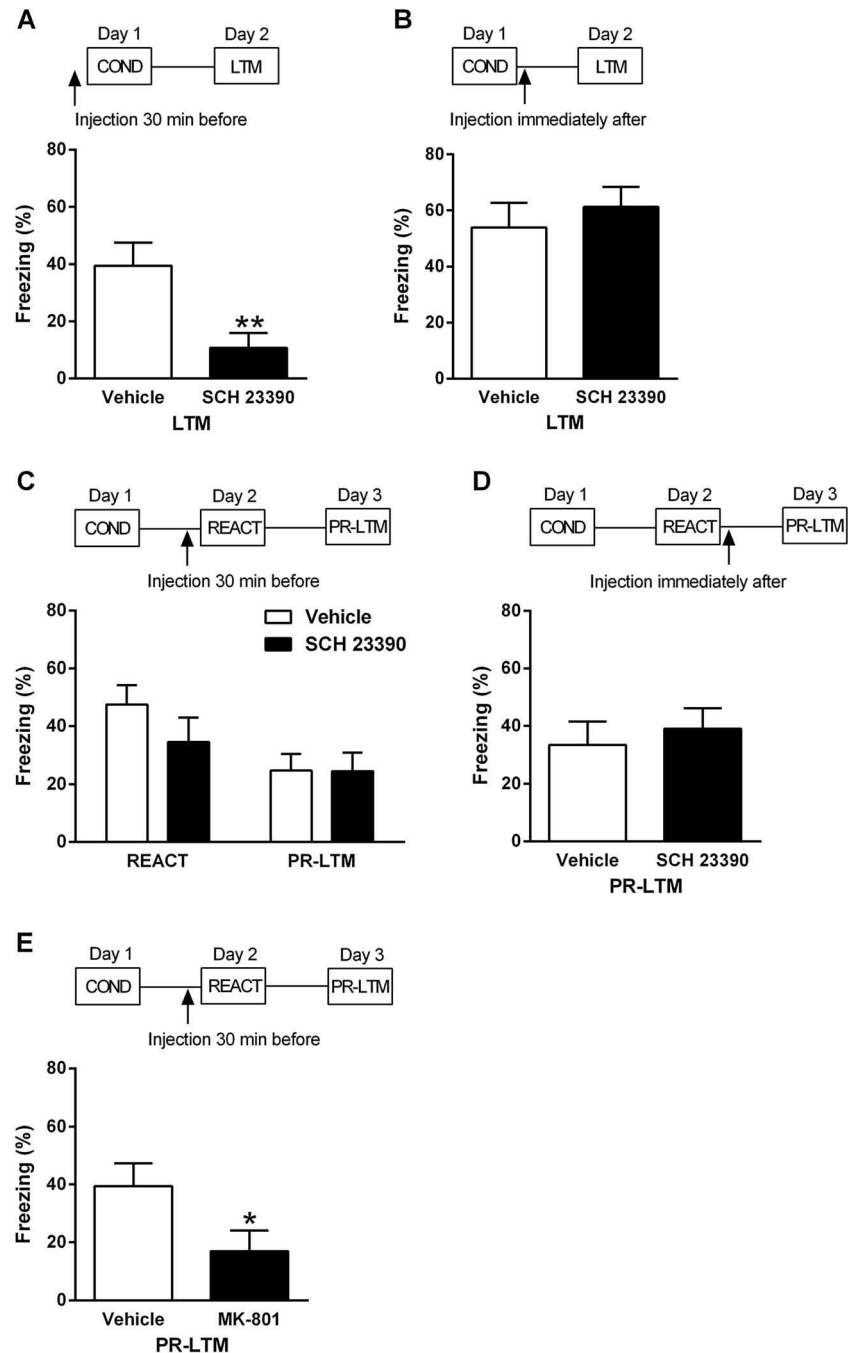 A
Day 1 Day 2
COND LTM
Injection 30 min before
Freezing (%)
80
60
40
20
0
**
Vehicle SCH 23390
LTM
B
Day 1 Day 2
COND LTM
Injection immediately after
Freezing (%)
80
60
40
20
0
Vehicle SCH 23390
LTM
C
Day 1 Day 2 Day 3
COND REACT PR-LTM
Injection 30 min before
Vehicle
SCH 23390
Freezing (%)
80
60
40
20
0
REACT PR-LTM
D
Day 1 Day 2 Day 3
COND REACT PR-LTM
Injection immediately after
Freezing (%)
80
60
40
20
0
Vehicle SCH 23390
PR-LTM
E
Day 1 Day 2 Day 3
COND REACT PR-LTM
Injection 30 min before
Freezing (%)
80
60
40
20
0
*
Vehicle MK-801
PR-LTM